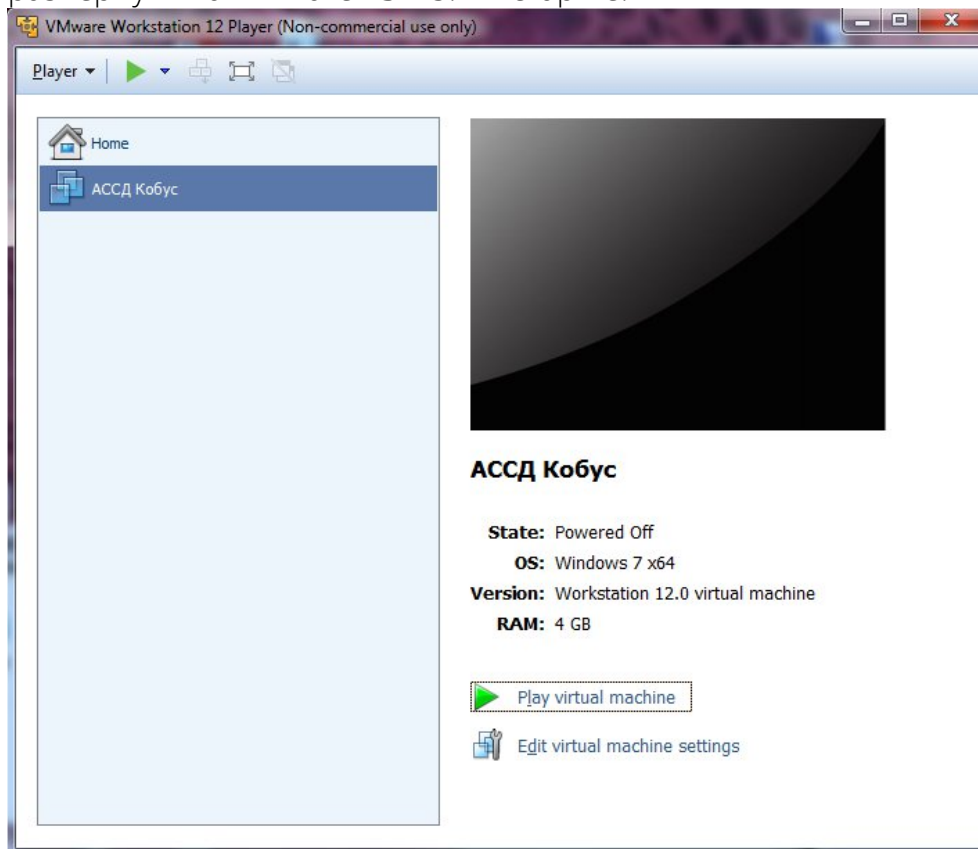 VMware Workstation 12 Player (Non-commercial use only)
Player
Home
АССД Кобус
АССД Кобус
State: Powered Off
OS: Windows 7 x64
Version: Workstation 12.0 virtual machine
RAM: 4 GB
Play virtual machine
Edit virtual machine settings